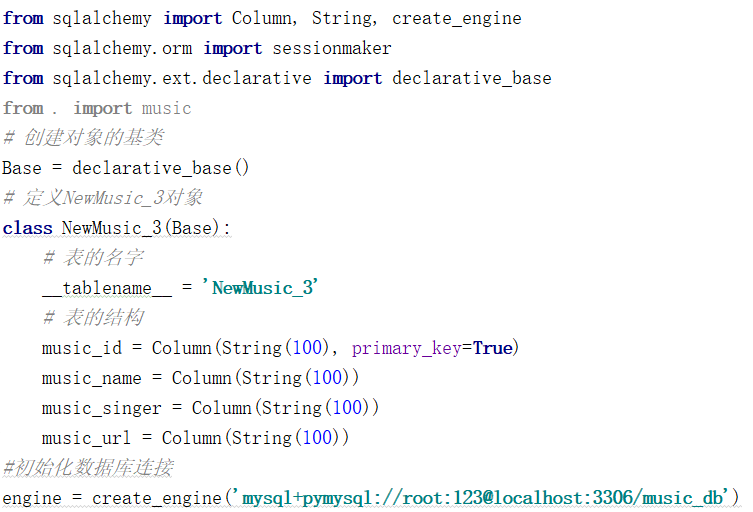 from sqlalchemy import Column, String, create_engine
from sqlalchemy.orm import sessionmaker
from sqlalchemy.ext.declarative import declarative_base
from . import music
# 创建对象的基类
Base = declarative_base()
# 定义NewMusic_3对象
class NewMusic_3(Base):
    # 表的名字
    __tablename__ = 'NewMusic_3'
    # 表的结构
    music_id = Column(String(100), primary_key=True)
    music_name = Column(String(100))
    music_singer = Column(String(100))
    music_url = Column(String(100))
#初始化数据库连接
engine = create_engine('mysql+pymysql://root:123@localhost:3306/music_db')